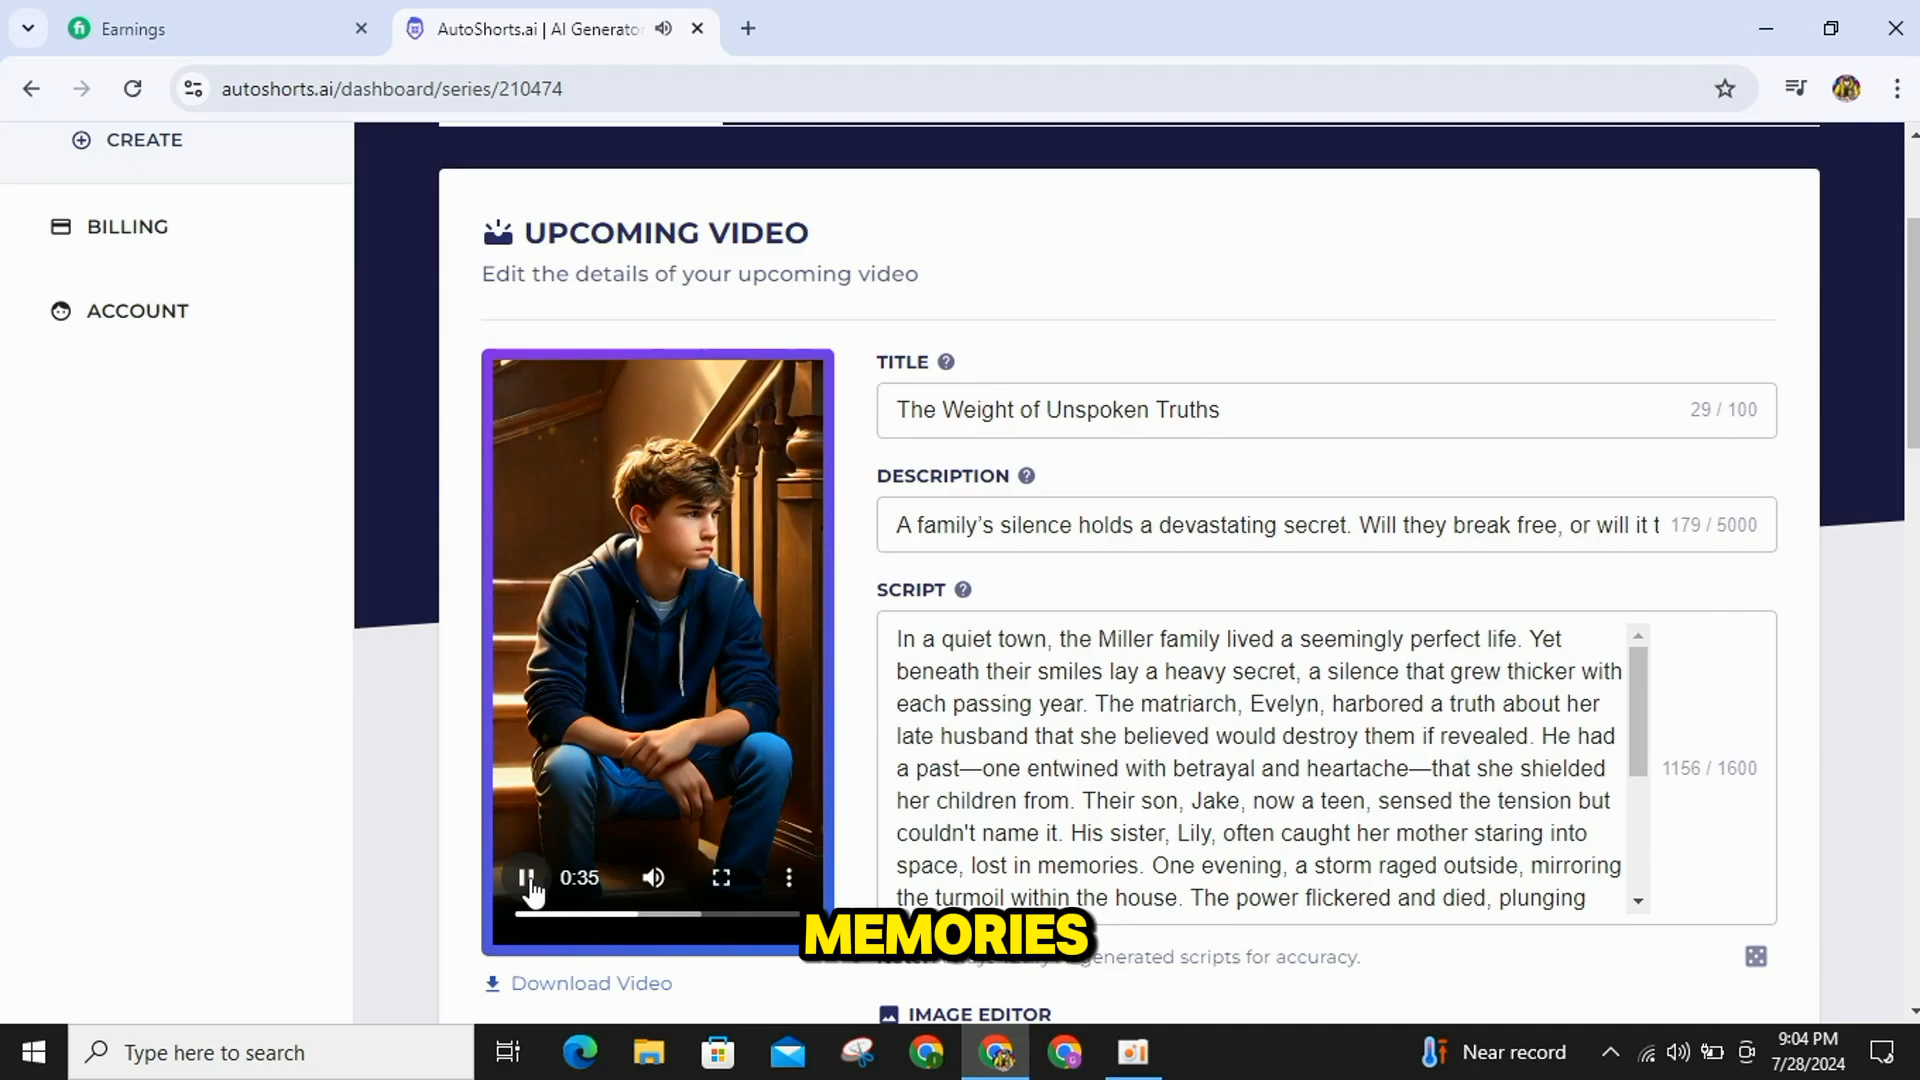 Earnings
AutoShorts.ai | AI Generato
autoshorts.ai/dashboard/series/210474
CREATE
BILLING
ACCOUNT
UPCOMING VIDEO
Edit the details of your upcoming video
TITLE
The Weight of Unspoken Truths
29 / 100
DESCRIPTION
A family's silence holds a devastating secret. Will they break free, or will it t
179 / 5000
SCRIPT
In a quiet town, the Miller family lived a seemingly perfect life. Yet
beneath their smiles lay a heavy secret, a silence that grew thicker with
each passing year. The matriarch, Evelyn, harbored a truth about her
late husband that she believed would destroy them if revealed. He had
a past—one entwined with betrayal and heartache—that she shielded
her children from. Their son, Jake, now a teen, sensed the tension but
couldn't name it. His sister, Lily, often caught her mother staring into
space, lost in memories. One evening, a storm raged outside, mirroring
the turmoil within the house. The power flickered and died, plunging
1156 / 1600
0:35
MEMORIES
generated scripts for accuracy.
Download Video
IMAGE EDITOR
Type here to search
Near record
9:04 PM
7/28/2024